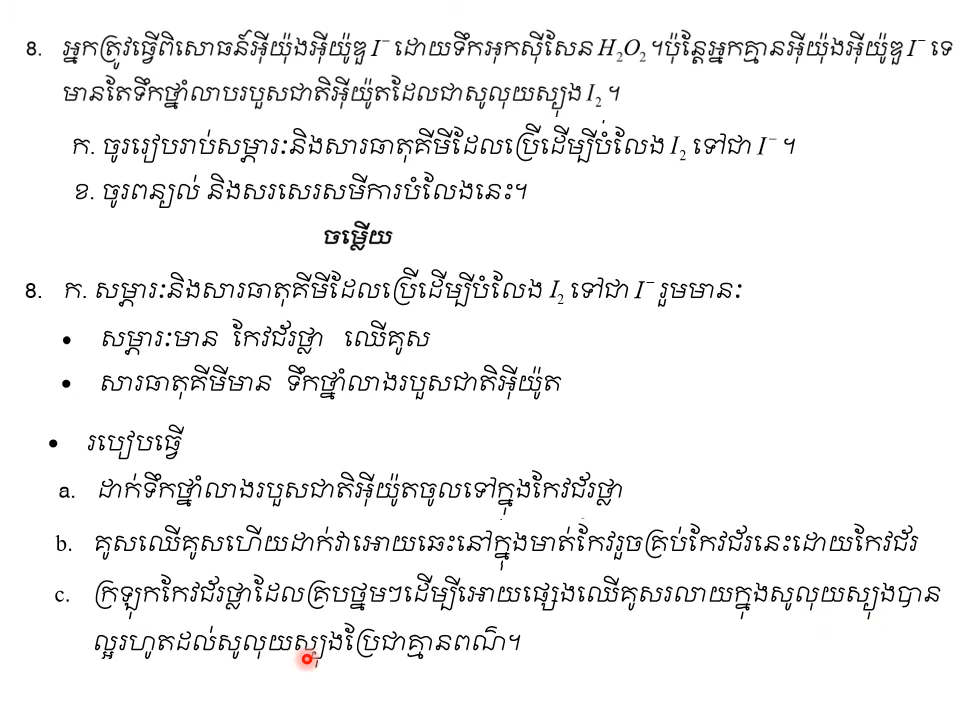 8. អ្នកត្រូវធ្វើពិសោធន៍អ៊ីយ៉ុងអ៊ីយ៉ូឌួ I⁻ ដោយទឹកអុកស៊ីសែន H₂O₂ ។ប៉ុន្តែអ្នកគ្មានអ៊ីយ៉ុងអ៊ីយ៉ូឌួ I⁻ ទេ
មានតែទឹកថ្នាំលាបរបួសជាតិអ៊ីយ៉ូតដែលជាសូលុយស្យុង I₂ ។
ក. ចូររៀបរាប់សម្ភារៈនិងសារធាតុគីមីដែលប្រើដើម្បីបំលែង I₂ ទៅជា I⁻ ។
ខ. ចូរពន្យល់ និងសរសេរសមីការបំលែងនេះ។
ចម្លើយ
8. ក. សម្ភារៈនិងសារធាតុគីមីដែលប្រើដើម្បីបំលែង I₂ ទៅជា I⁻ រួមមាន:
• សម្ភារៈមាន កែវជ័រថ្លា ឈើគូស
• សារធាតុគីមីមាន ទឹកថ្នាំលាងរបួសជាតិអ៊ីយ៉ូត
• របៀបធ្វើ
a. ដាក់ទឹកថ្នាំលាងរបួសជាតិអ៊ីយ៉ូតចូលទៅក្នុងកែវជ័រថ្លា
b. គូសឈើគូសហើយដាក់វាអោយឆេះនៅក្នុងមាត់កែវរួចគ្រប់កែវជ័រនេះដោយកែវជ័រ
c. ក្រឡុកកែវជ័រថ្លាដែលគ្របថ្នមៗដើម្បីអោយផ្សេងឈើគូសរលាយក្នុងសូលុយស្យុងបាន
ល្អរហូតដល់សូលុយស្យុងប្រែជាគ្មានពណ៌។